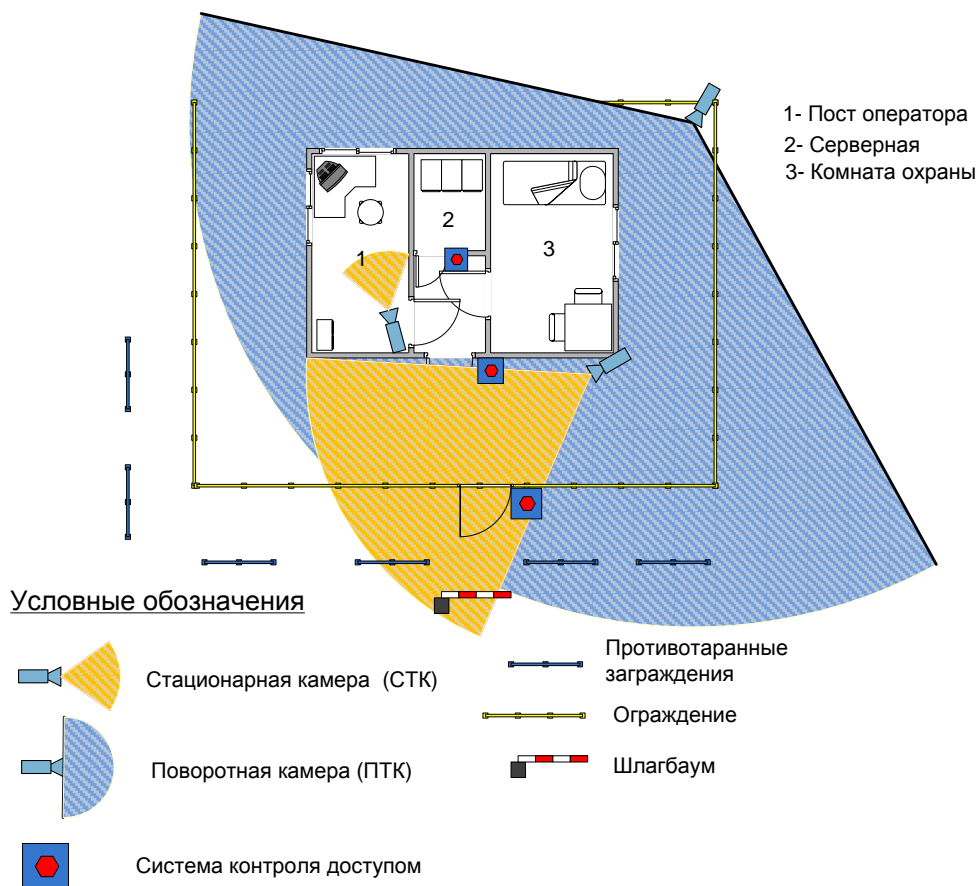 1- Пост оператора
2- Серверная
3- Комната охраны
2
1
3
Условные обозначения
Стационарная камера (СТК)
Поворотная камера (ПТК)
Система контроля доступом
Противотаранные
заграждения
Ограждение
Шлагбаум